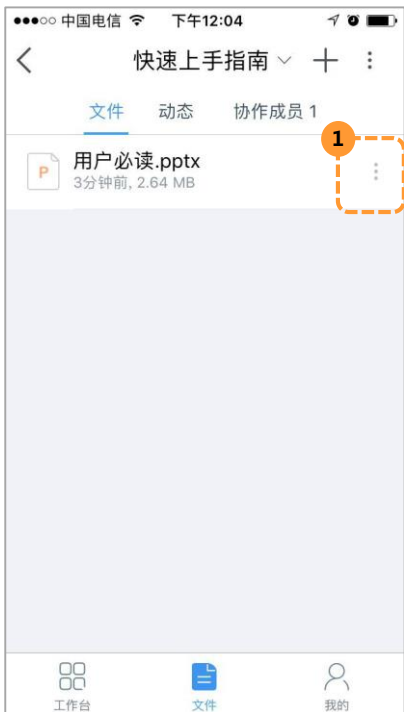 中国电信 下午12:04
快速上手指南
文件 动态 协作成员 1
1
用户必读.pptx
P
3分钟前, 2.64 MB
工作台 文件 我的